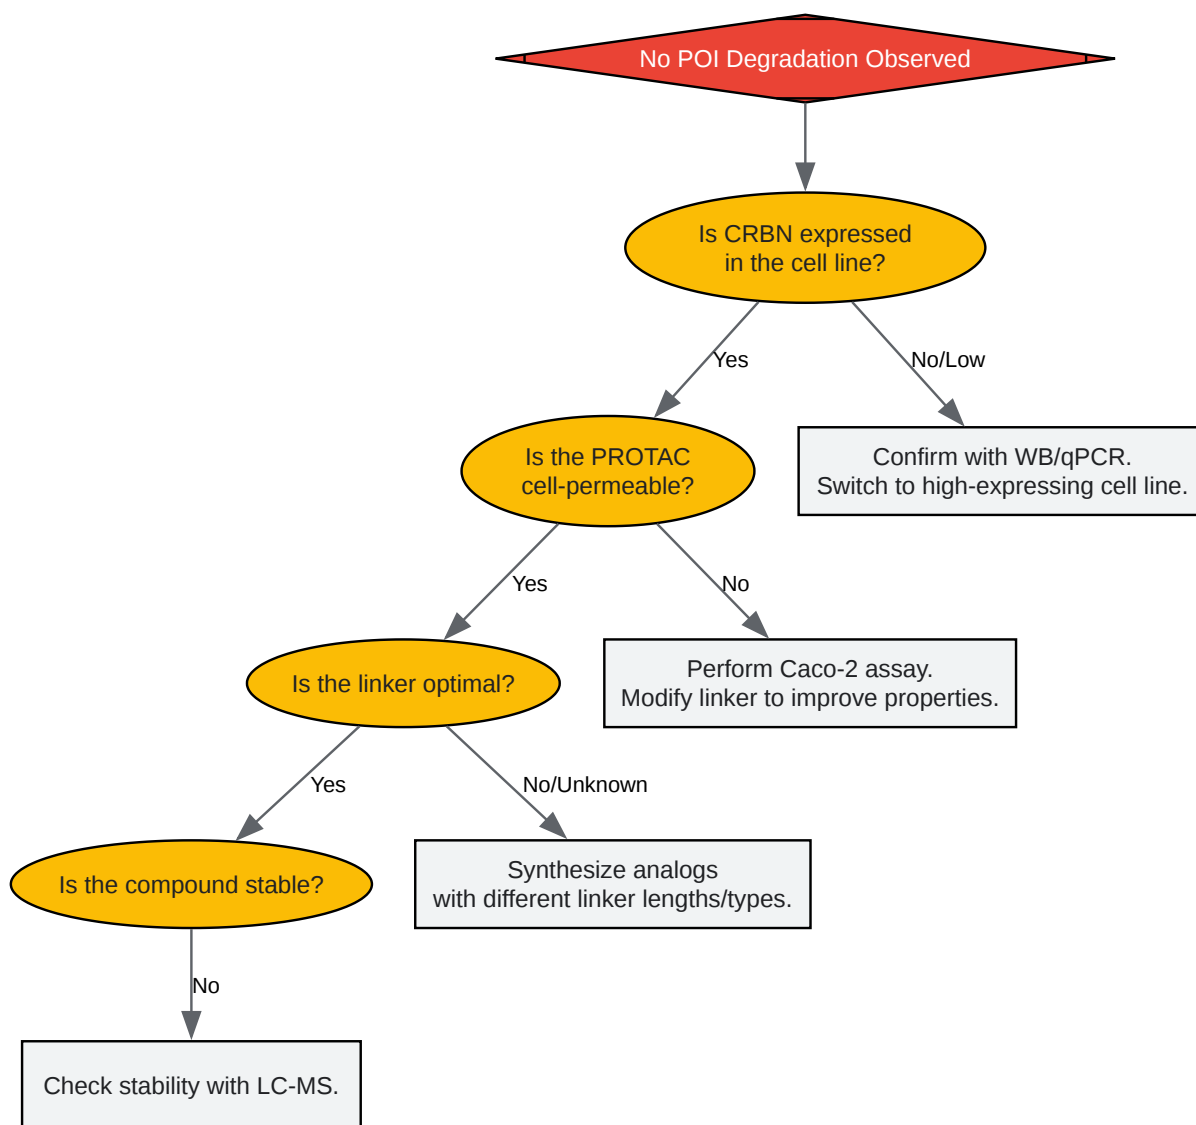 No POI Degradation Observed
Is CRBN expressed
in the cell line?
Yes
No/Low
Is the PROTAC
cell-permeable?
Confirm with WB/qPCR.
Switch to high-expressing cell line.
Yes
No
Is the linker optimal?
Perform Caco-2 assay.
Modify linker to improve properties.
Yes
No/Unknown
Is the compound stable?
Synthesize analogs
with different linker lengths/types.
No
Check stability with LC-MS.